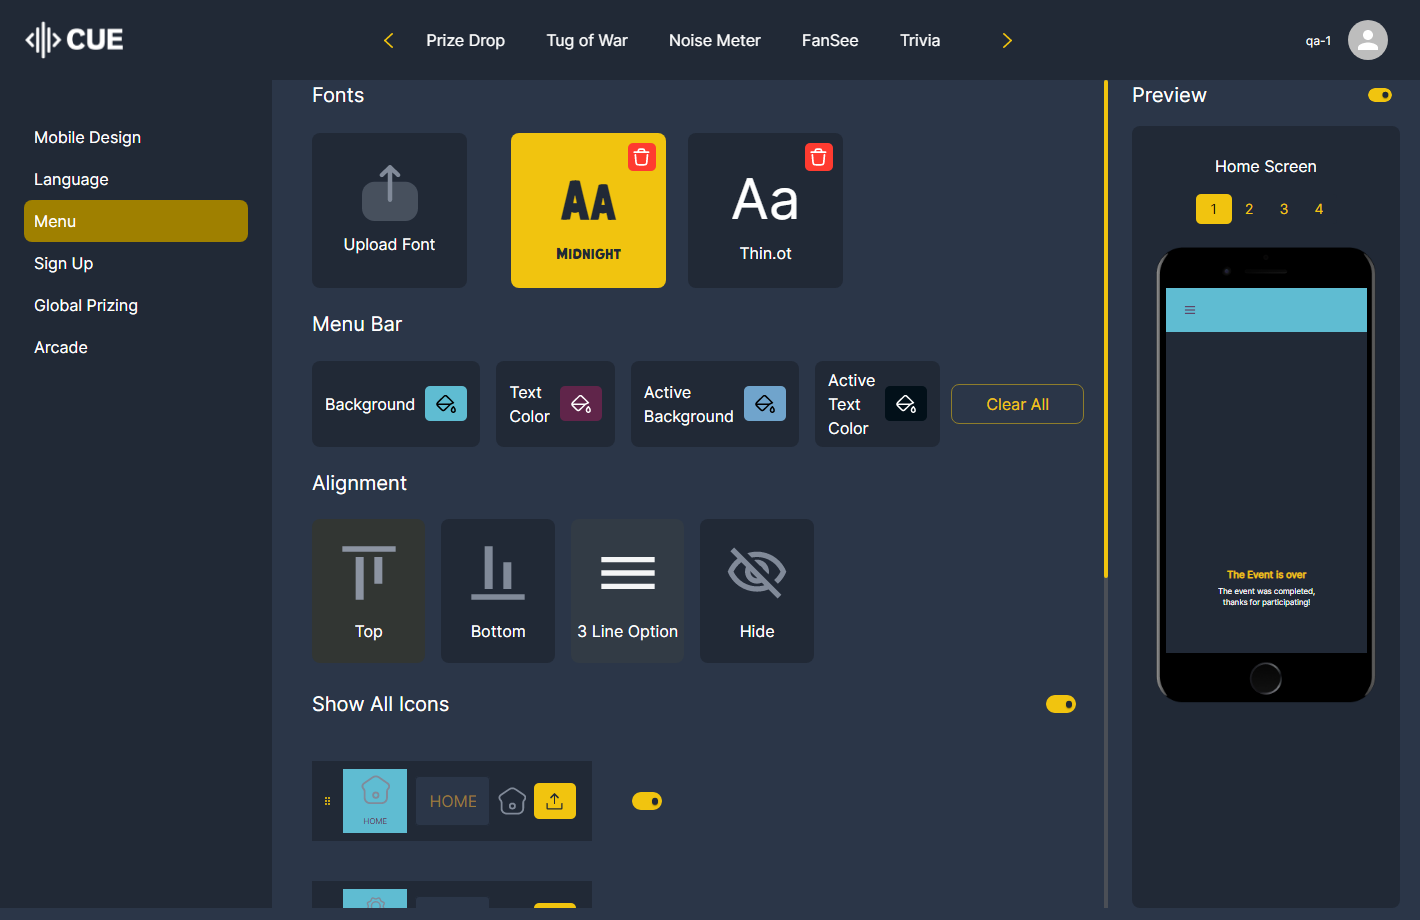 CUE
Prize Drop
Tug of War
Noise Meter
FanSee
Trivia
qa-1
Mobile Design
Language
Menu
Sign Up
Global Prizing
Arcade
Fonts
Upload Font
AA
MIDNIGHT
Aa
Thin.ot
Menu Bar
Background
Text
Color
Active
Background
Active
Text
Color
Clear All
Alignment
Top
Bottom
3 Line Option
Hide
Show All Icons
HOME
HOME
Preview
Home Screen
1 2 3 4
The Event is over
The event was completed,
thanks for participating!